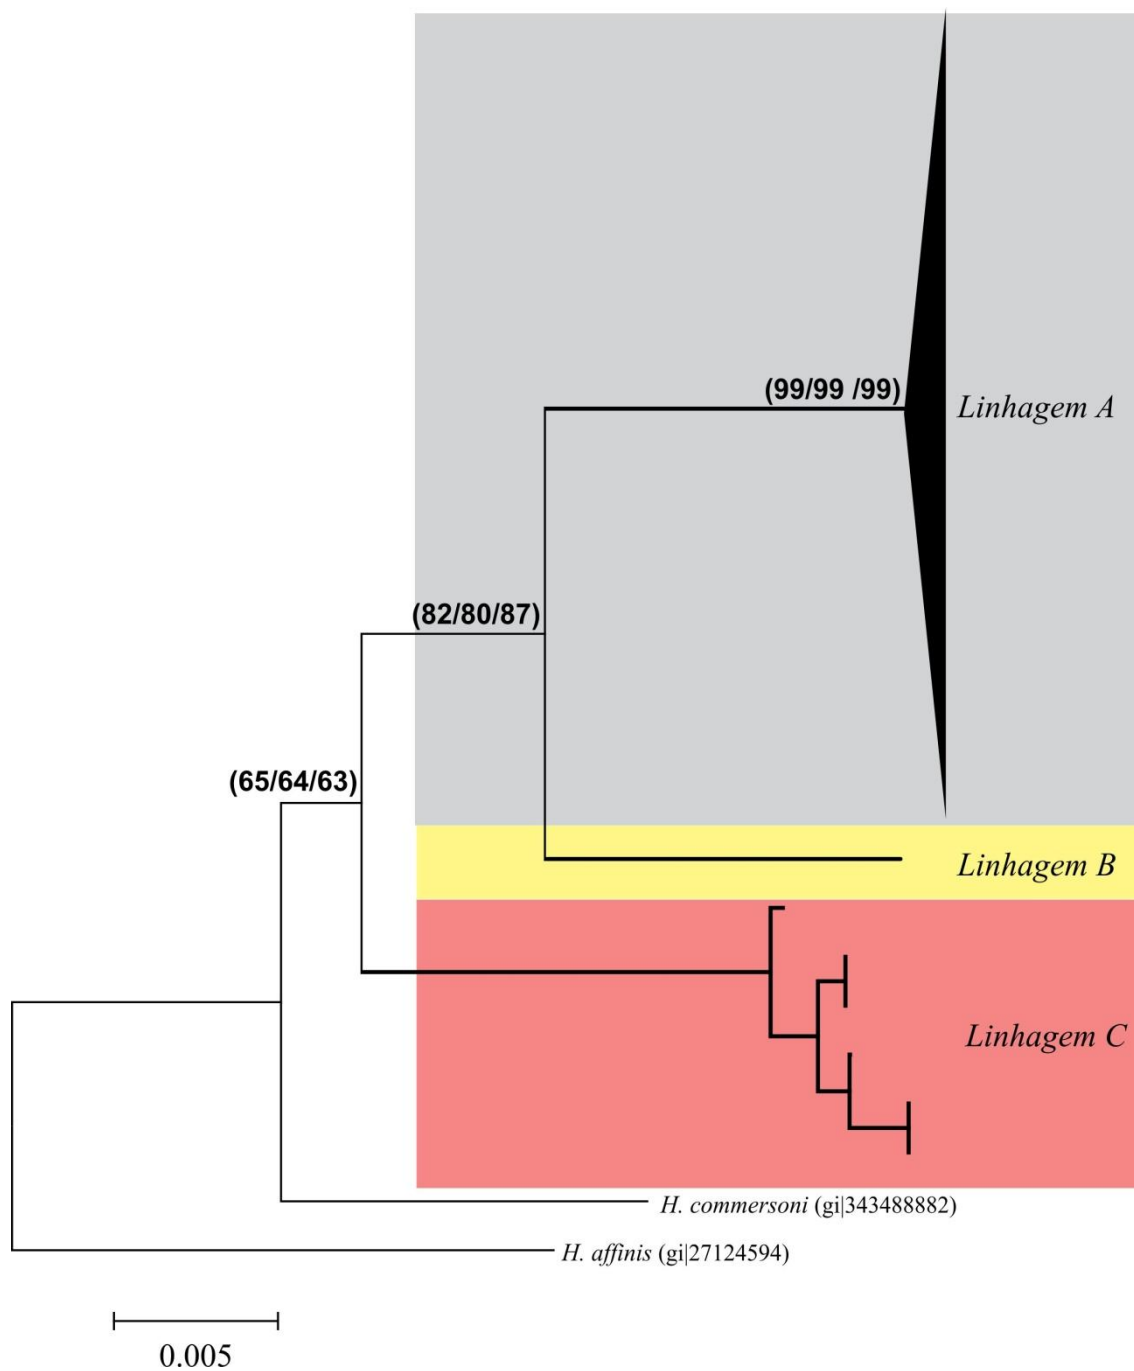 (99/99 /99)
Linhagem A
(82/80/87)
(65/64/63)
Linhagem B
Linhagem C
H. commersoni (gi|343488882)
H. affinis (gi|27124594)
0.005